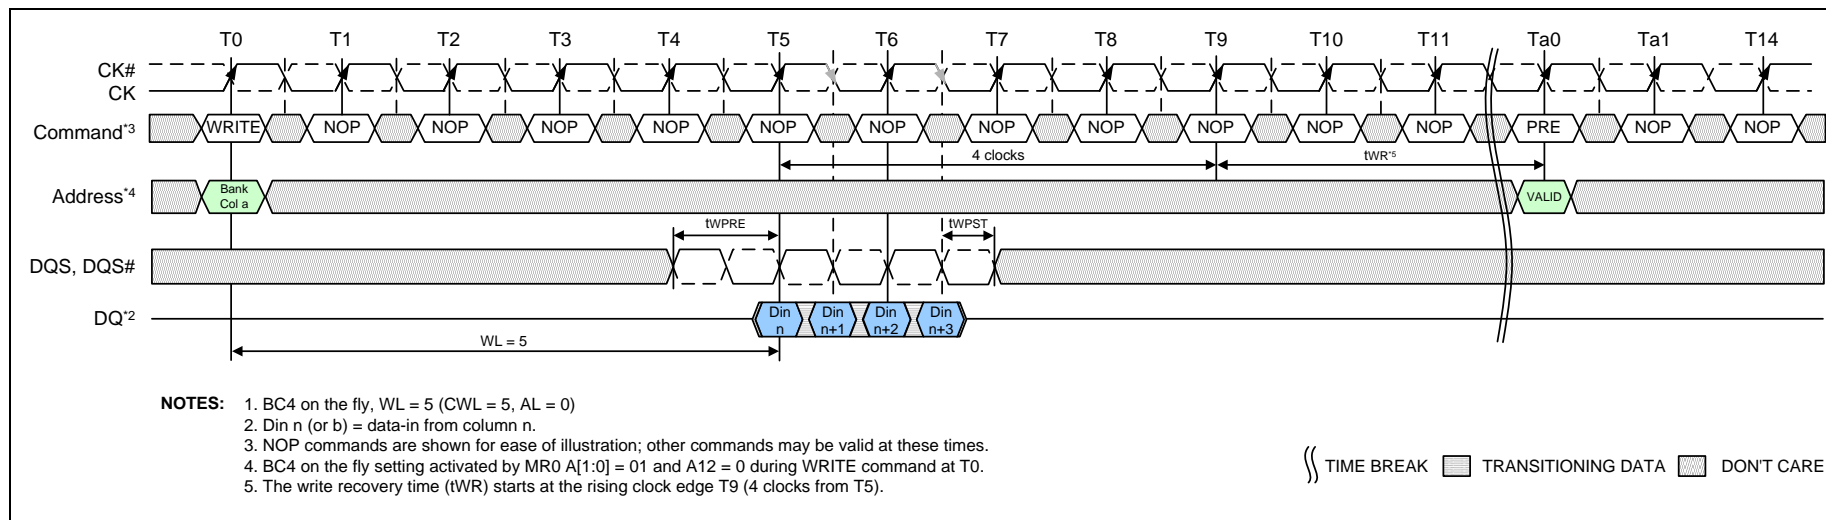 T0 T1 T2 T3 T4 T5 T6 T7 T8 T9 T10 T11 Ta0 Ta1 T14
CK#
CK
Command*3 WRITE NOP NOP NOP NOP NOP NOP NOP NOP NOP NOP NOP PRE NOP NOP
4 clocks tWR*5
Address*4 Bank Col a VALID
tWPRE tWPST
DQS, DQS#
DQ*2 Din n Din n+1 Din n+2 Din n+3
WL = 5
NOTES: 1. BC4 on the fly, WL = 5 (CWL = 5, AL = 0)
2. Din n (or b) = data-in from column n.
3. NOP commands are shown for ease of illustration; other commands may be valid at these times.
4. BC4 on the fly setting activated by MR0 A[1:0] = 01 and A12 = 0 during WRITE command at T0.
5. The write recovery time (tWR) starts at the rising clock edge T9 (4 clocks from T5).
TIME BREAK TRANSITIONING DATA DON'T CARE